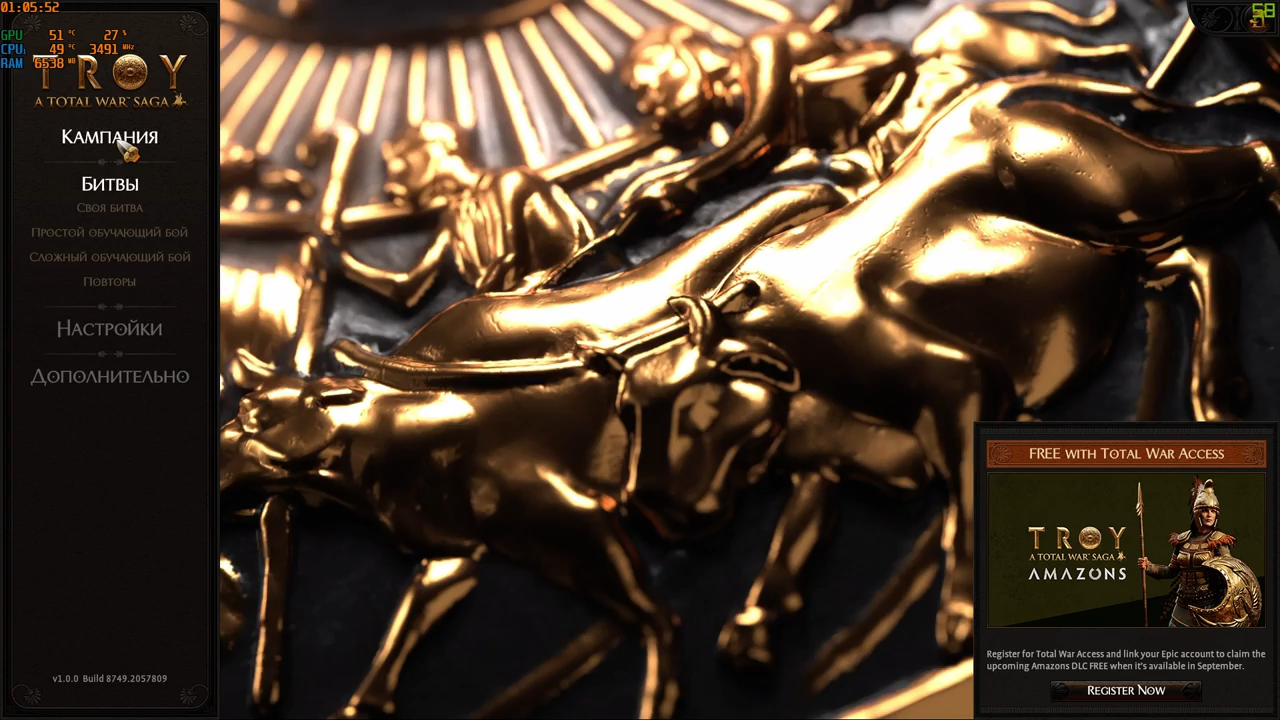 01:05:52
58
GPU 51 °C 27 %
CPU 49 °C 3491 MHz
RAM 6538 MB
TROY
A TOTAL WAR SAGA
Кампания
Битвы
Своя битва
Простой обучающий бой
Сложный обучающий бой
Повторы
Настройки
Дополнительно
v1.0.0 Build 8749.2057809
FREE with Total War Access
TROY
A TOTAL WAR SAGA
AMAZONS
Register for Total War Access and link your Epic account to claim the
upcoming Amazons DLC FREE when it's available in September.
Register Now